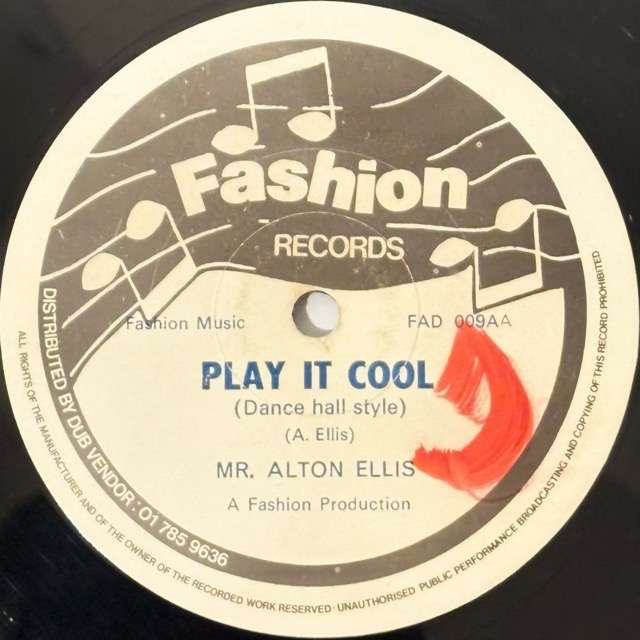 Fashion
RECORDS
Fashion Music
FAD 009AA
PLAY IT COOL
(Dance hall style)
(A. Ellis)
MR. ALTON ELLIS
A Fashion Production
DISTRIBUTED BY DUB VENDOR: 01 785 9636
ALL RIGHTS OF THE MANUFACTURER AND OF THE OWNER OF THE RECORDED WORK RESERVED· UNAUTHORISED PUBLIC PERFORMANCE BROADCASTING AND COPYING OF THIS RECORD PROHIBITED